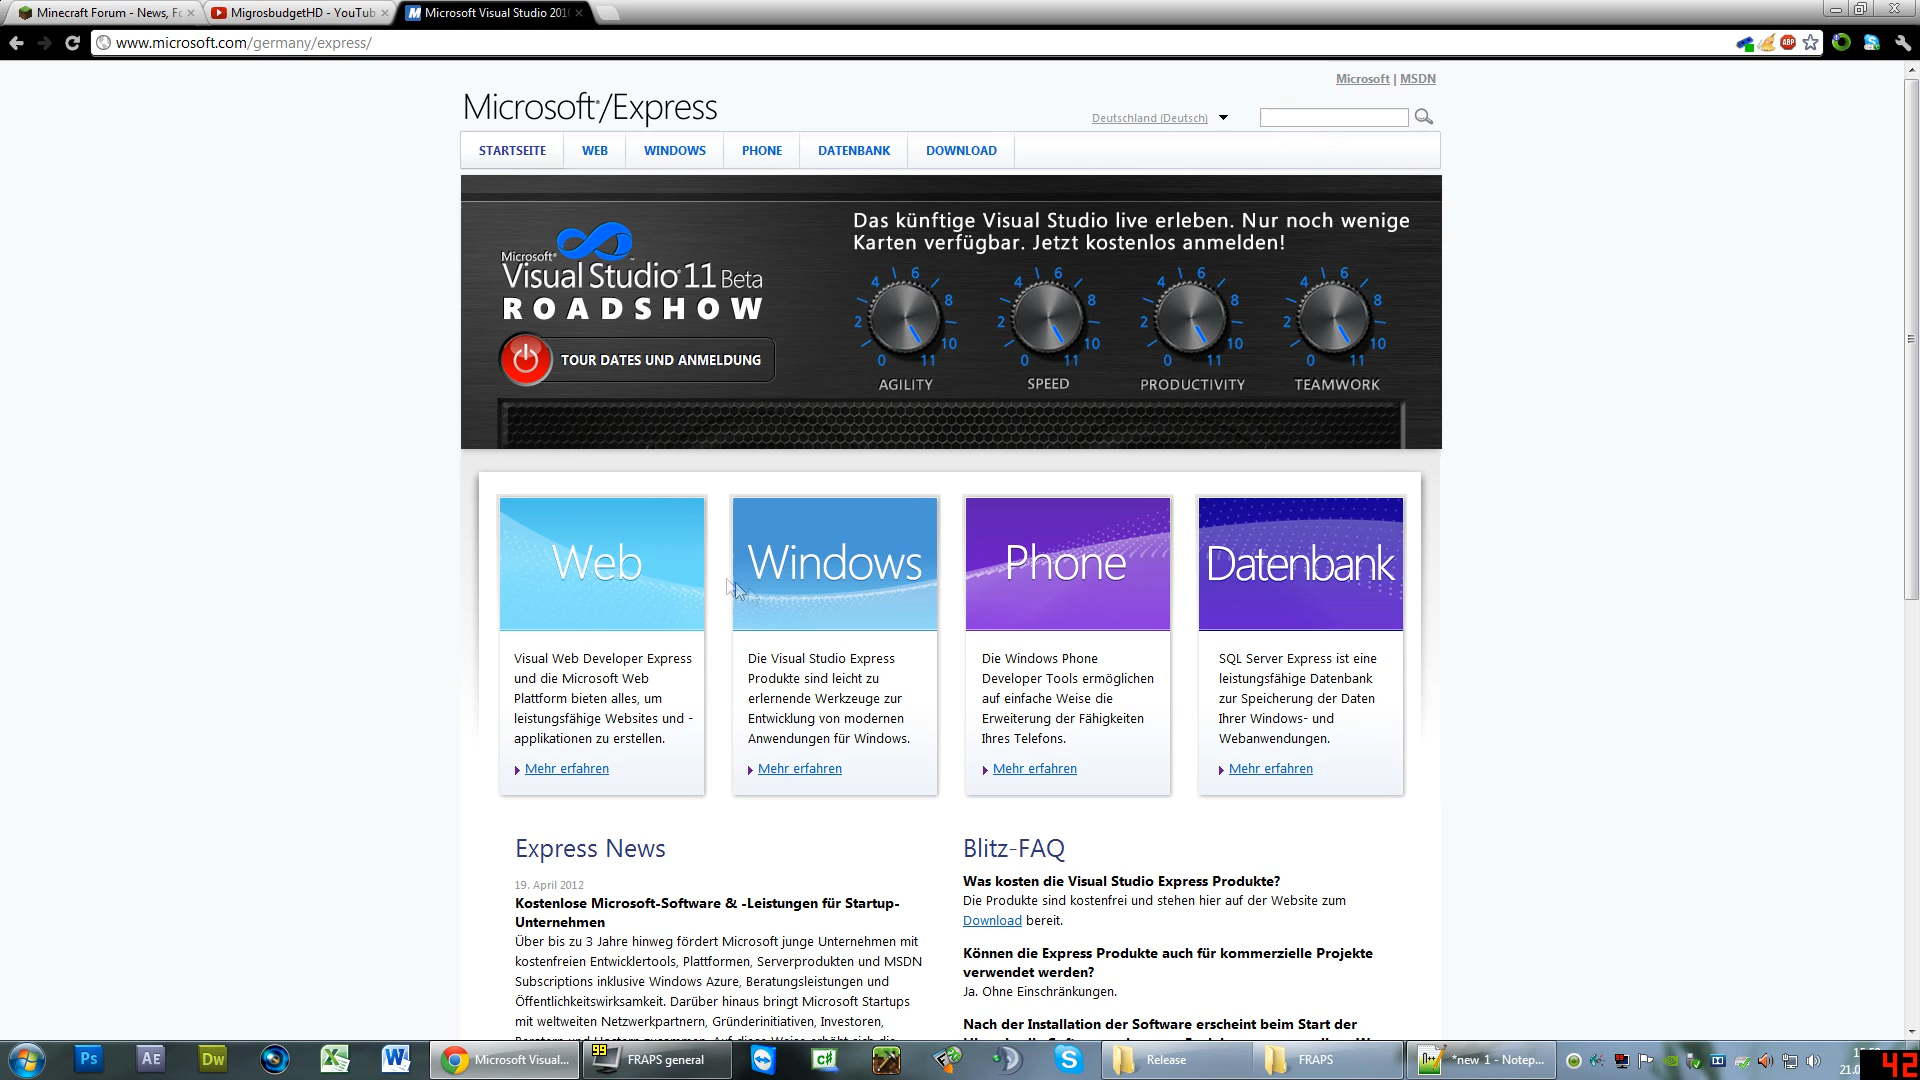 Minecraft Forum - News, Fo
MigrosbudgetHD - YouTub
Microsoft Visual Studio 201
www.microsoft.com/germany/express/
Microsoft | MSDN
Microsoft/Express
Deutschland (Deutsch)
STARTSEITE WEB WINDOWS PHONE DATENBANK DOWNLOAD
Das künftige Visual Studio live erleben. Nur noch wenige
Karten verfügbar. Jetzt kostenlos anmelden!
Microsoft®
Visual Studio 11 Beta
ROADSHOW
TOUR DATES UND ANMELDUNG
0 2 4 6 8 10 11
AGILITY
0 2 4 6 8 10 11
SPEED
0 2 4 6 8 10 11
PRODUCTIVITY
0 2 4 6 8 10 11
TEAMWORK
Web
Visual Web Developer Express
und die Microsoft Web
Plattform bieten alles, um
leistungsfähige Websites und -
applikationen zu erstellen.
Mehr erfahren
Windows
Die Visual Studio Express
Produkte sind leicht zu
erlernende Werkzeuge zur
Entwicklung von modernen
Anwendungen für Windows.
Mehr erfahren
Phone
Die Windows Phone
Developer Tools ermöglichen
auf einfache Weise die
Erweiterung der Fähigkeiten
Ihres Telefons.
Mehr erfahren
Datenbank
SQL Server Express ist eine
leistungsfähige Datenbank
zur Speicherung der Daten
Ihrer Windows- und
Webanwendungen.
Mehr erfahren
Express News
19. April 2012
Kostenlose Microsoft-Software & -Leistungen für Startup-
Unternehmen
Über bis zu 3 Jahre hinweg fördert Microsoft junge Unternehmen mit
kostenfreien Entwicklertools, Plattformen, Serverprodukten und MSDN
Subscriptions inklusive Windows Azure, Beratungsleistungen und
Öffentlichkeitswirksamkeit. Darüber hinaus bringt Microsoft Startups
mit weltweiten Netzwerkpartnern, Gründerinitiativen, Investoren,
Blitz-FAQ
Was kosten die Visual Studio Express Produkte?
Die Produkte sind kostenfrei und stehen hier auf der Website zum
Download bereit.
Können die Express Produkte auch für kommerzielle Projekte
verwendet werden?
Ja. Ohne Einschränkungen.
Nach der Installation der Software erscheint beim Start der
Ps
Ae
Dw
Microsoft Visual...
99
FRAPS general
C#
Release
FRAPS
*new 1 - Notep...
42